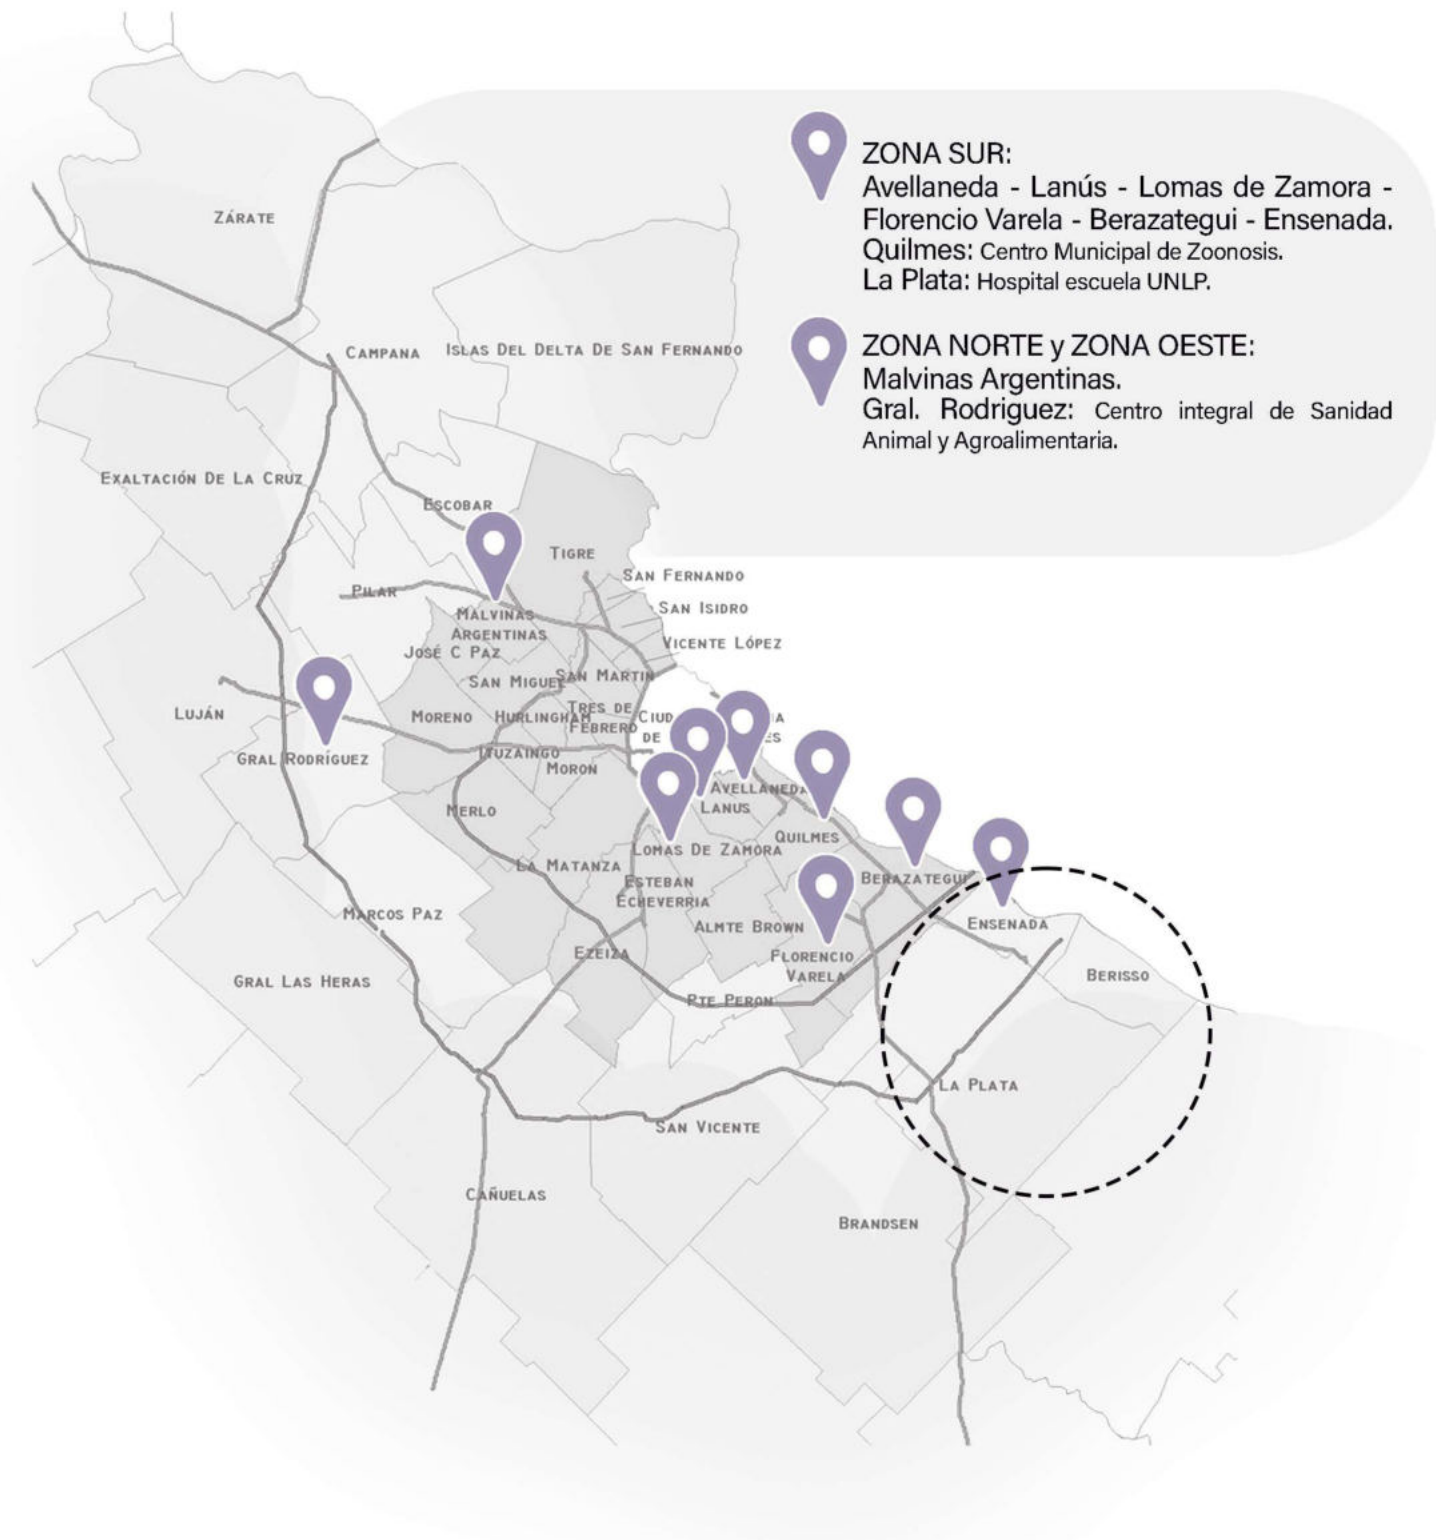 ZONA SUR:
Avellaneda - Lanús - Lomas de Zamora -
Florencio Varela - Berazategui - Ensenada.
Quilmes: Centro Municipal de Zoonosis.
La Plata: Hospital escuela UNLP.
ZONA NORTE y ZONA OESTE:
Malvinas Argentinas.
Gral. Rodriguez: Centro integral de Sanidad
Animal y Agroalimentaria.
ZÁRATE
CAMPANA
ISLAS DEL DELTA DE SAN FERNANDO
EXALTACIÓN DE LA CRUZ
ESCOBAR
TIGRE
SAN FERNANDO
PILAR
SAN ISIDRO
MALVINAS
ARGENTINAS
VICENTE LÓPEZ
JOSÉ C PAZ
SAN MIGUEL
SAN MARTIN
LUJÁN
MORENO
HURLINGHAM
TRES DE
FEBRERO
DE
GRAL RODRÍGUEZ
ITUZAINGO
MORON
AVELLANEDA
LANUS
MERLO
QUILMES
LOMAS DE ZAMORA
LA MATANZA
ESTEBAN
ECHEVERRIA
BERAZATEGUI
MARCOS PAZ
ALMTE BROWN
ENSENADA
EZEIZA
FLORENCIO
VARELA
BERISSO
GRAL LAS HERAS
PTE PERON
LA PLATA
SAN VICENTE
CAÑUELAS
BRANDSEN